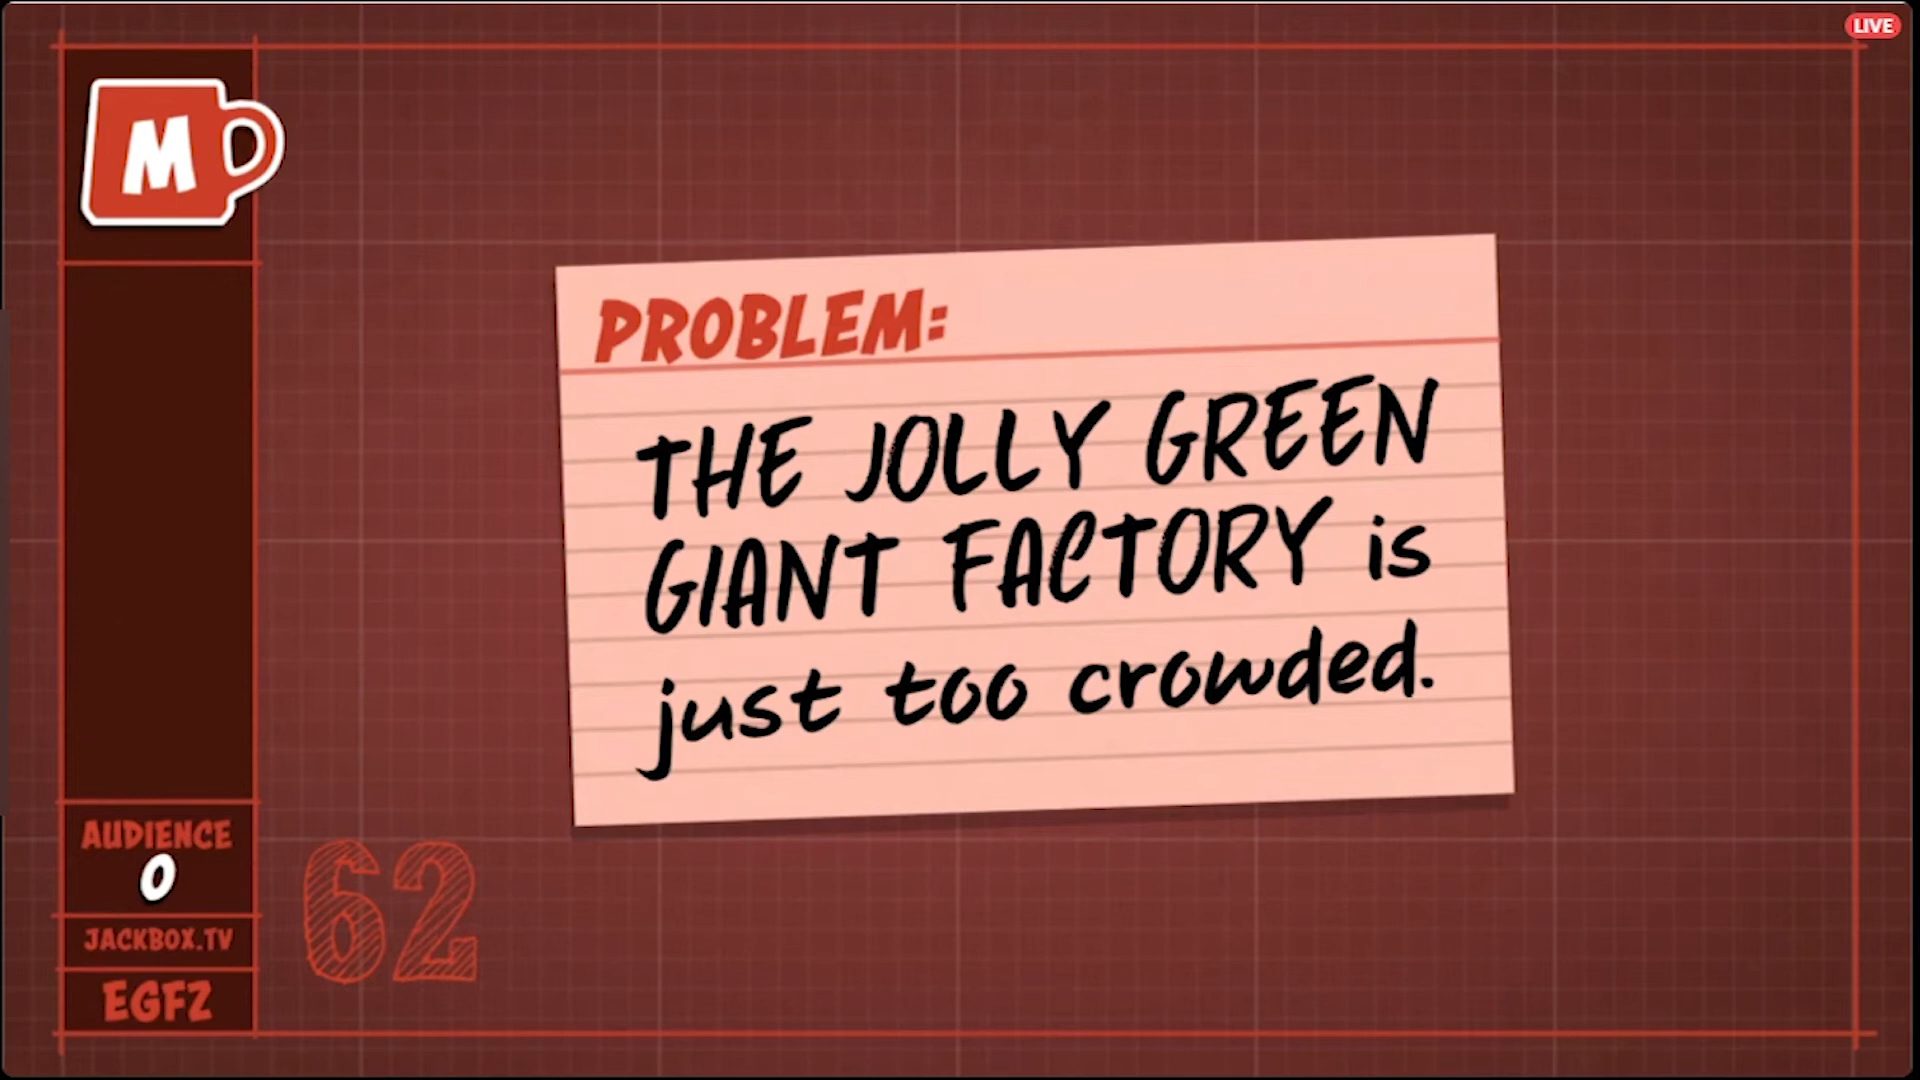 LIVE
M
PROBLEM:
THE JOLLY GREEN
GIANT FACTORY is
just too crowded.
AUDIENCE
0
62
JACKBOX.TV
EGFZ